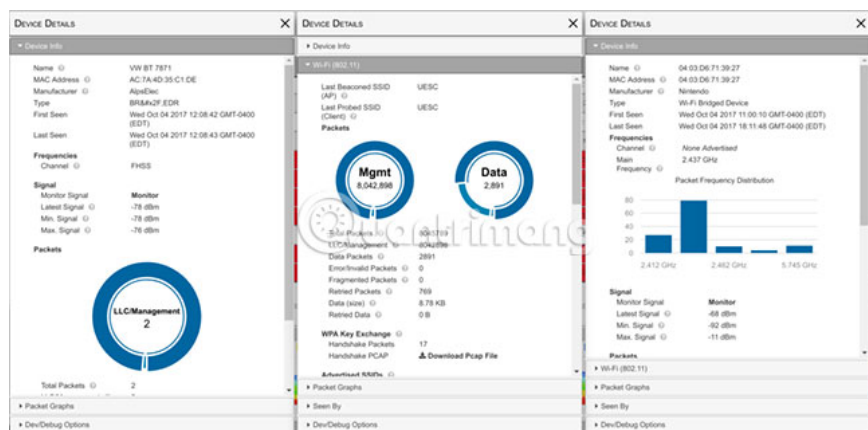 DEVICE DETAILS X
Device Info
Name VW BT 7871
MAC Address AC:7A:4D:35:C1:DE
Manufacturer AlpsElec
Type BR&#x2F;EDR
First Seen Wed Oct 04 2017 12:08:42 GMT-0400
(EDT)
Last Seen Wed Oct 04 2017 12:08:43 GMT-0400
(EDT)
Frequencies
Channel FHSS
Signal
Monitor Signal Monitor
Latest Signal -78 dBm
Min. Signal -78 dBm
Max. Signal -76 dBm
Packets
LLC/Management
2
Total Packets 2
Packet Graphs
Dev/Debug Options
DEVICE DETAILS X
Device Info
Wi-Fi (802.11)
Last Beaconed SSID UESC
(AP)
Last Probed SSID UESC
(Client)
Packets
Mgmt
8,042,898
Data
2,891
Total Packets 8045789
LLC/Management 8042898
Data Packets 2891
Error/Invalid Packets 0
Fragmented Packets 0
Retried Packets 769
Data (size) 8.78 KB
Retried Data 0 B
WPA Key Exchange
Handshake Packets 17
Handshake PCAP Download Pcap File
Advertised SSIDs
Packet Graphs
Seen By
Dev/Debug Options
DEVICE DETAILS X
Device Info
Name 04:03:D6:71:39:27
MAC Address 04:03:D6:71:39:27
Manufacturer Nintendo
Type Wi-Fi Bridged Device
First Seen Wed Oct 04 2017 11:00:10 GMT-0400 (EDT)
Last Seen Wed Oct 04 2017 18:11:48 GMT-0400 (EDT)
Frequencies
Channel None Advertised
Main 2.437 GHz
Frequency
Packet Frequency Distribution
80
60
40
20
0
2.412 GHz 2.462 GHz 5.745 GHz
Signal
Monitor Signal Monitor
Latest Signal -68 dBm
Min. Signal -92 dBm
Max. Signal -11 dBm
Packets
Wi-Fi (802.11)
Packet Graphs
Seen By
Dev/Debug Options
quantrimang